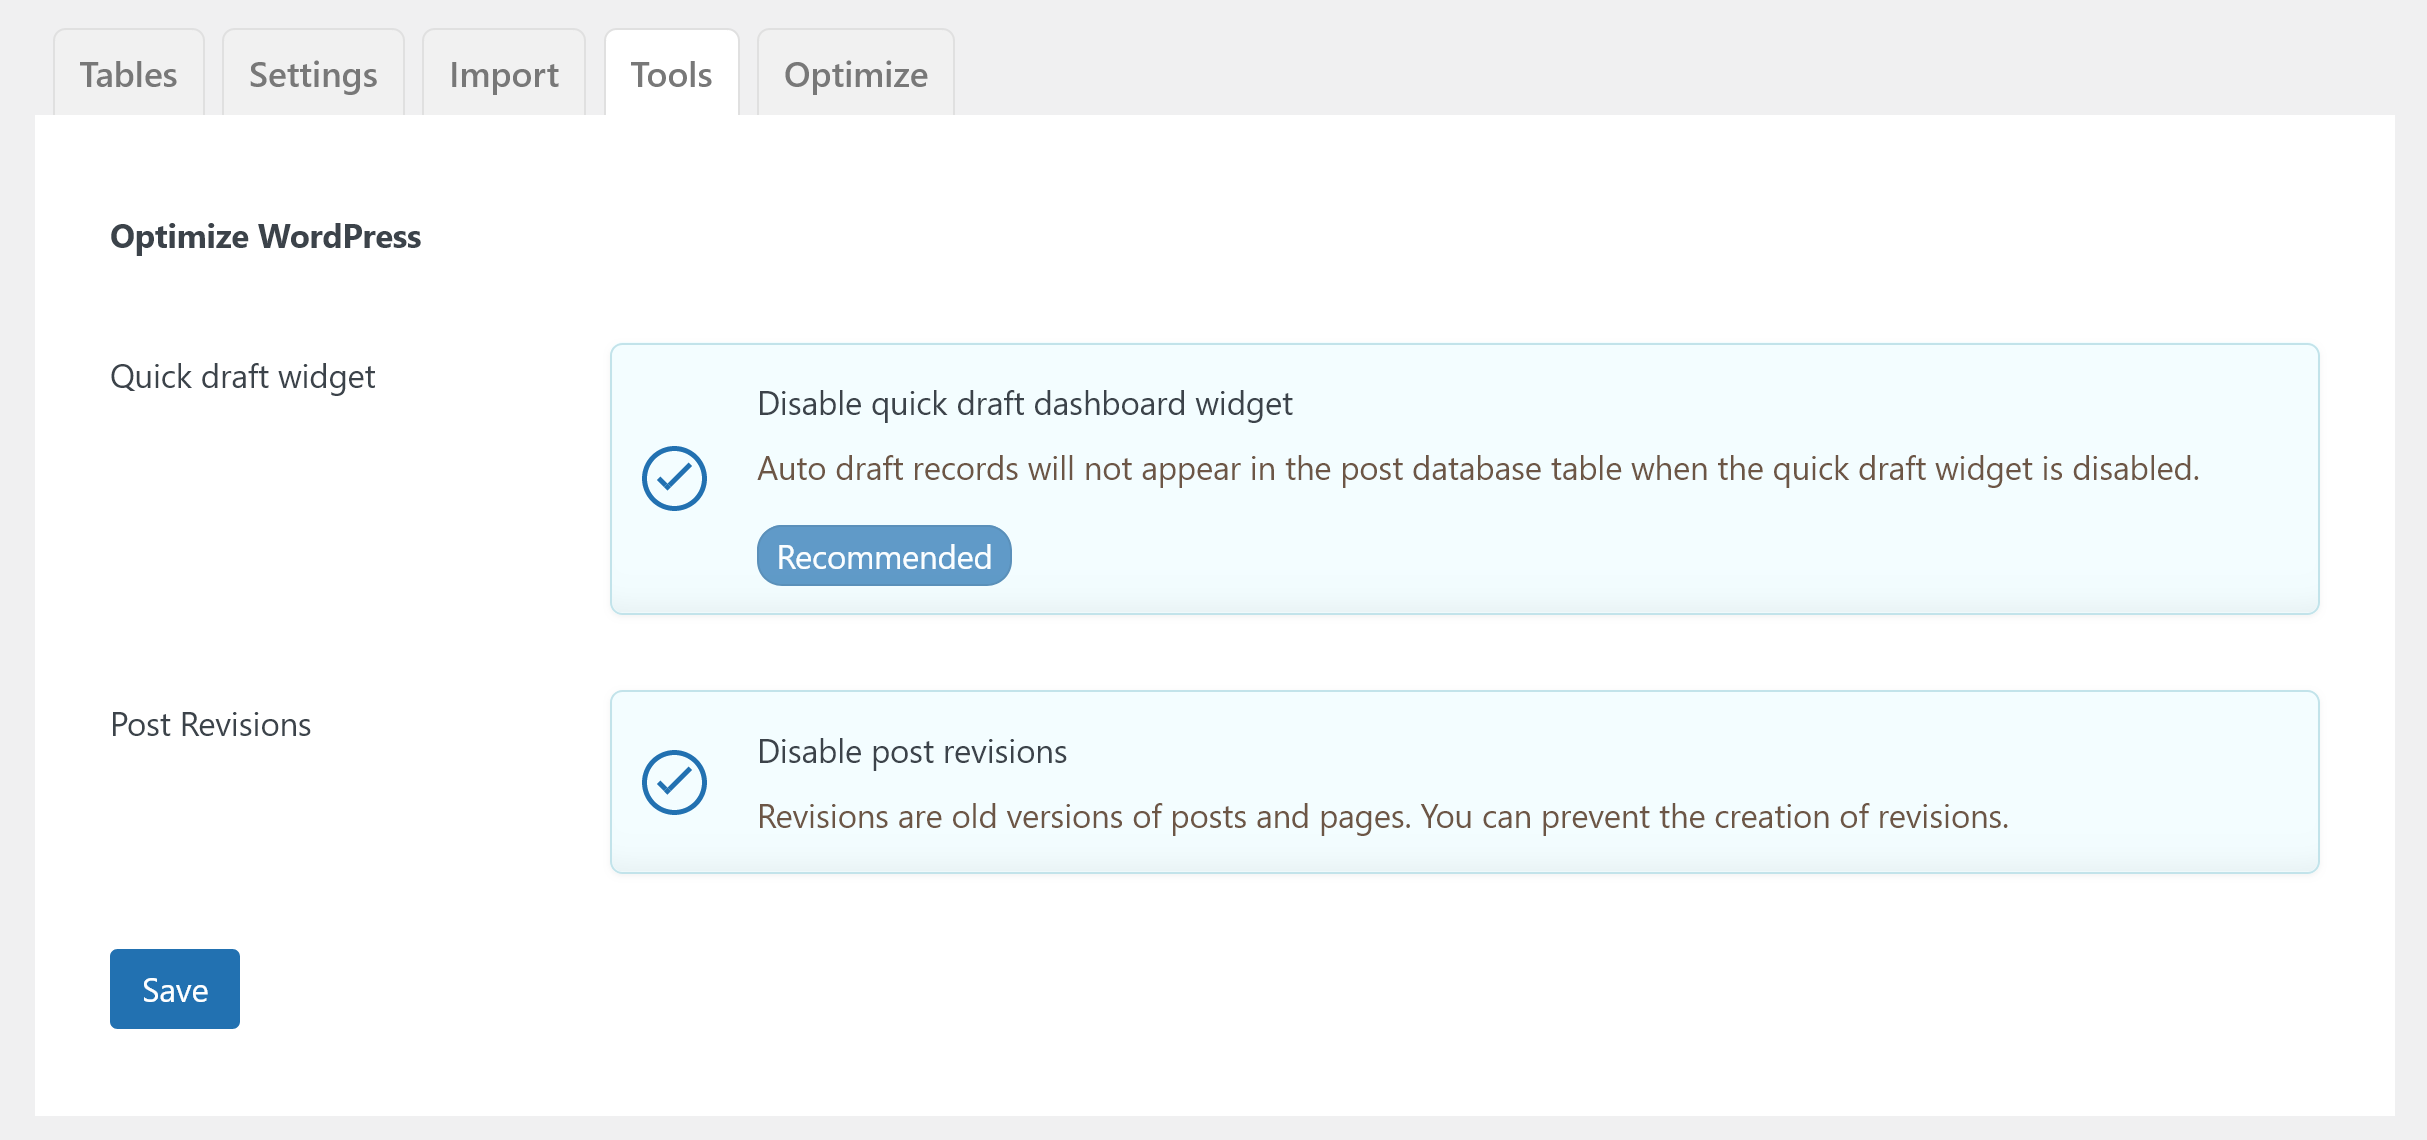 Tables Settings Import Tools Optimize
Optimize WordPress
Quick draft widget
Disable quick draft dashboard widget
Auto draft records will not appear in the post database table when the quick draft widget is disabled.
Recommended
Post Revisions
Disable post revisions
Revisions are old versions of posts and pages. You can prevent the creation of revisions.
Save